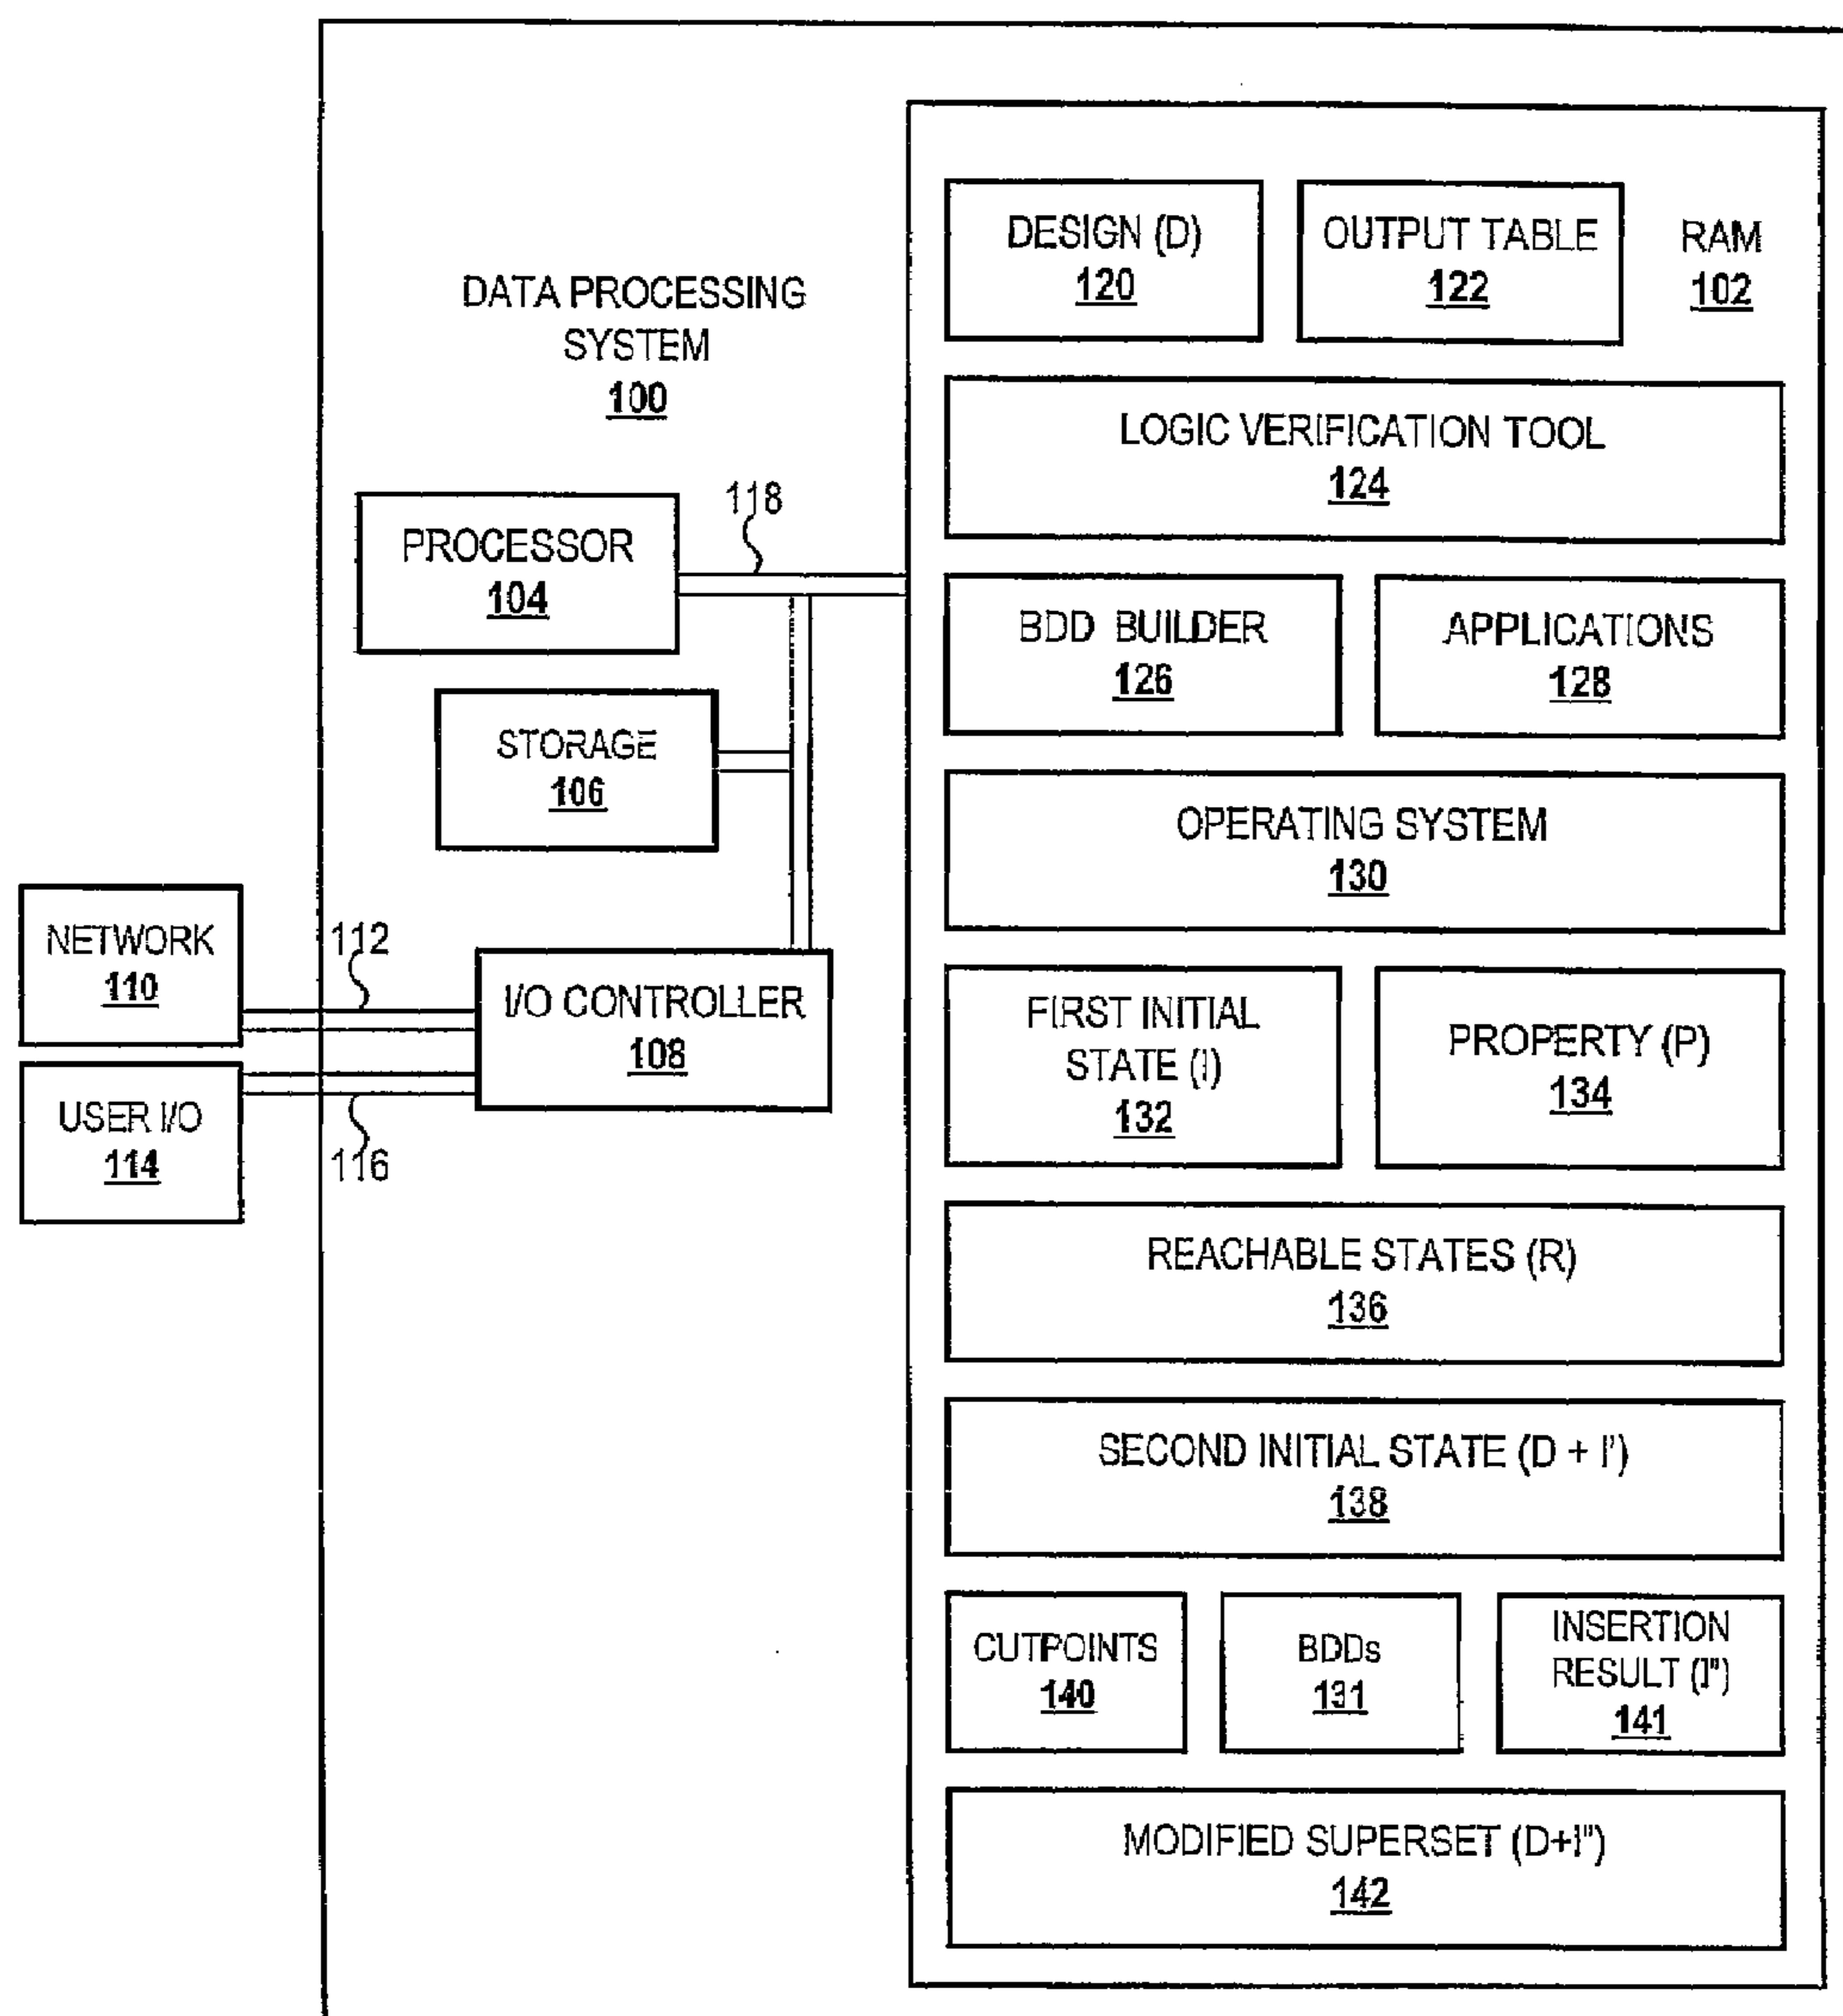 DATA PROCESSING
SYSTEM
100
PROCESSOR
104
118
STORAGE
106
NETWORK
110
112
I/O CONTROLLER
108
USER I/O
114
116
DESIGN (D)
120
OUTPUT TABLE
122
RAM
102
LOGIC VERIFICATION TOOL
124
BDD BUILDER
126
APPLICATIONS
128
OPERATING SYSTEM
130
FIRST INITIAL
STATE (I)
132
PROPERTY (P)
134
REACHABLE STATES (R)
136
SECOND INITIAL STATE (D + I')
138
CUTPOINTS
140
BDDs
131
INSERTION
RESULT (I")
141
MODIFIED SUPERSET (D+I")
142